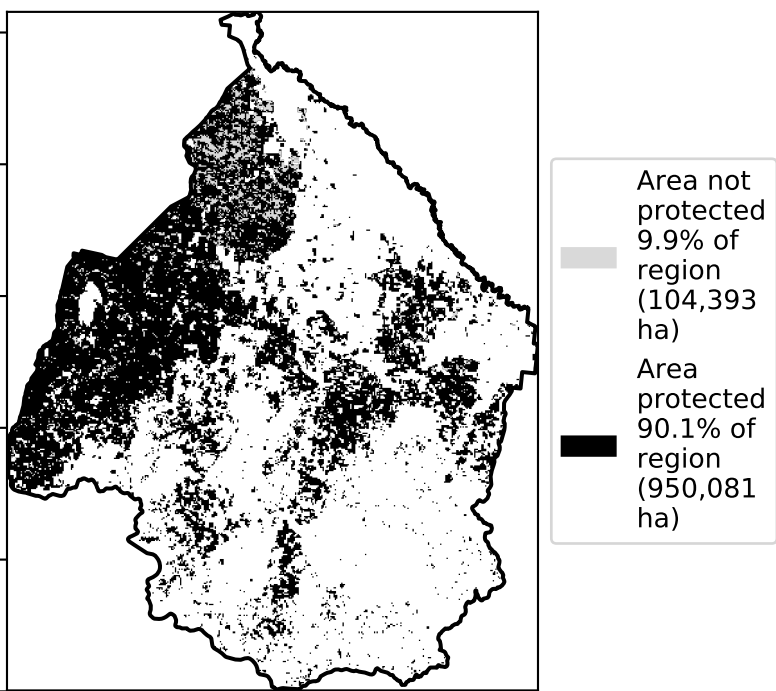 Area not
protected
9.9% of
region
(104,393
ha)
Area
protected
90.1% of
region
(950,081
ha)